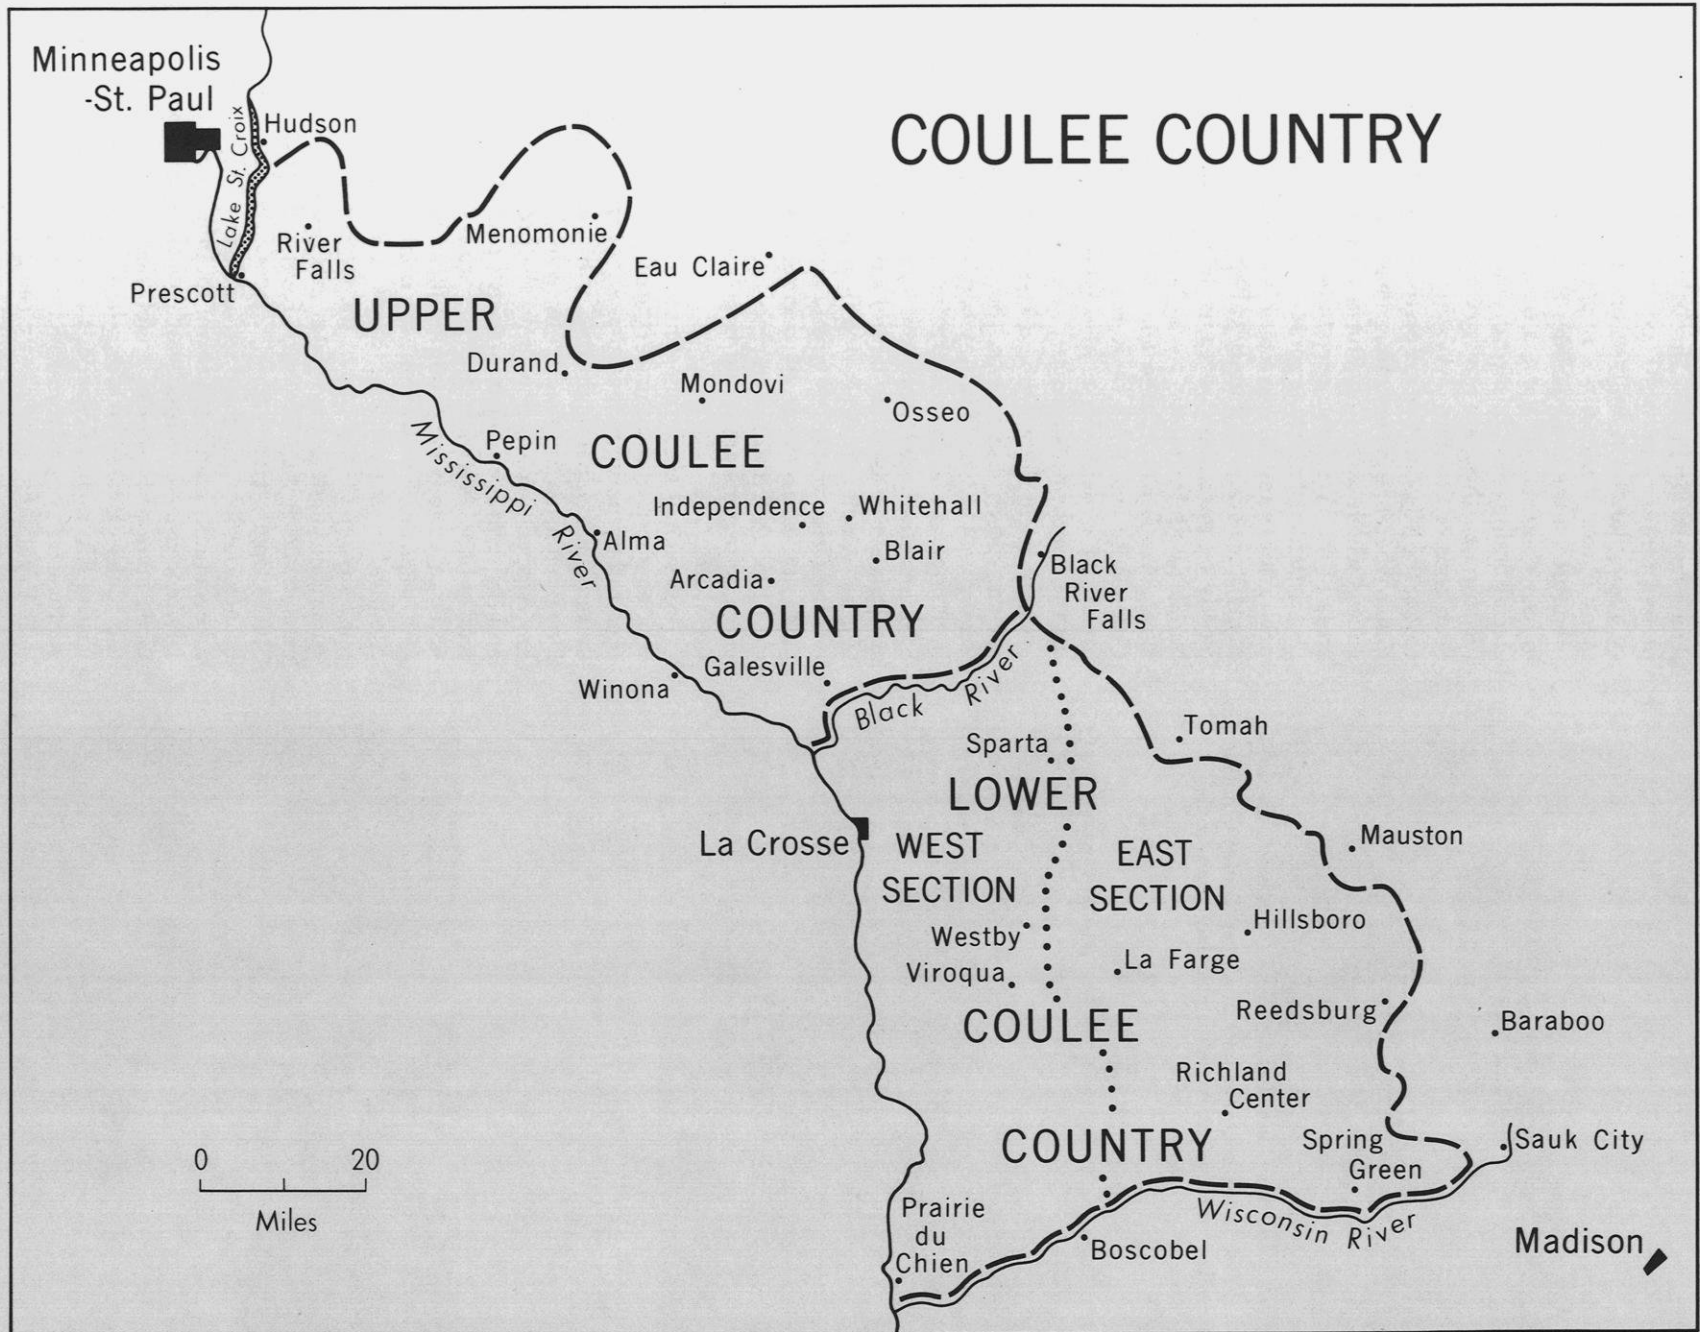 COULEE COUNTRY
Minneapolis
-St. Paul
Lake St. Croix
Hudson
River
Falls
Prescott
Menomonie
Eau Claire
UPPER
Durand
Mondovi
Osseo
COULEE
Pepin
Mississippi River
Independence
Whitehall
Alma
Blair
Arcadia
Black
River
Falls
COUNTRY
Galesville
Winona
Black River
Tomah
Sparta
LOWER
La Crosse
WEST
SECTION
EAST
SECTION
Mauston
Hillsboro
Westby
La Farge
Viroqua
Reedsburg
Baraboo
COULEE
Richland
Center
COUNTRY
Spring
Green
Sauk City
0 20
Miles
Prairie
du
Chien
Wisconsin River
Boscobel
Madison